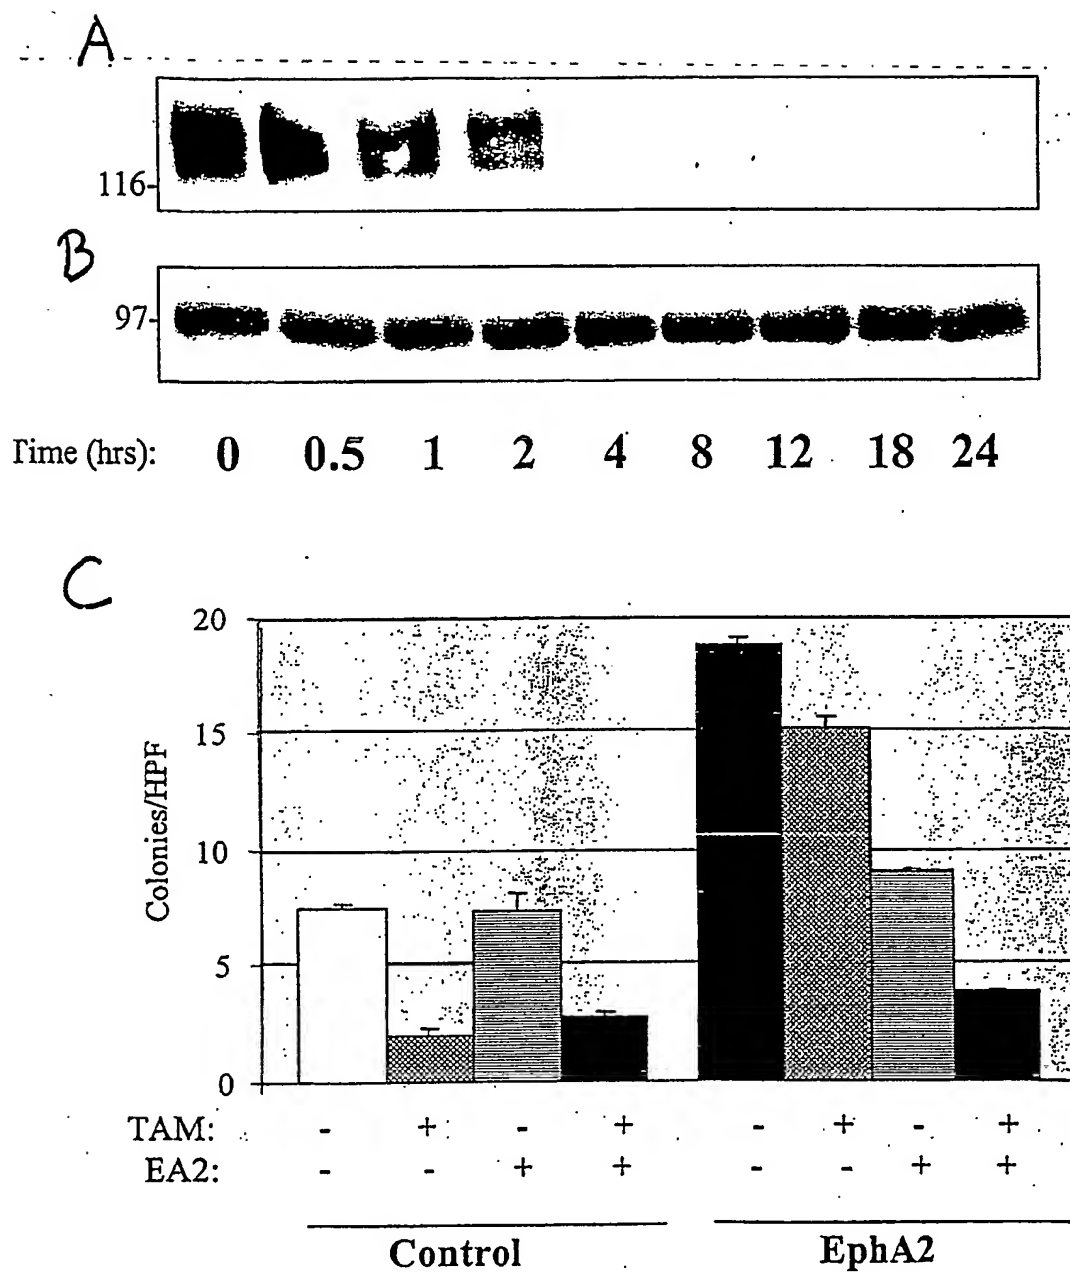 A
116-
B
97-
Time (hrs): 0 0.5 1 2 4 8 12 18 24
C
20
15
10
5
0
Colonies/HPF
TAM: - + - + - + - +
EA2: - - + + - - + +
Control EphA2